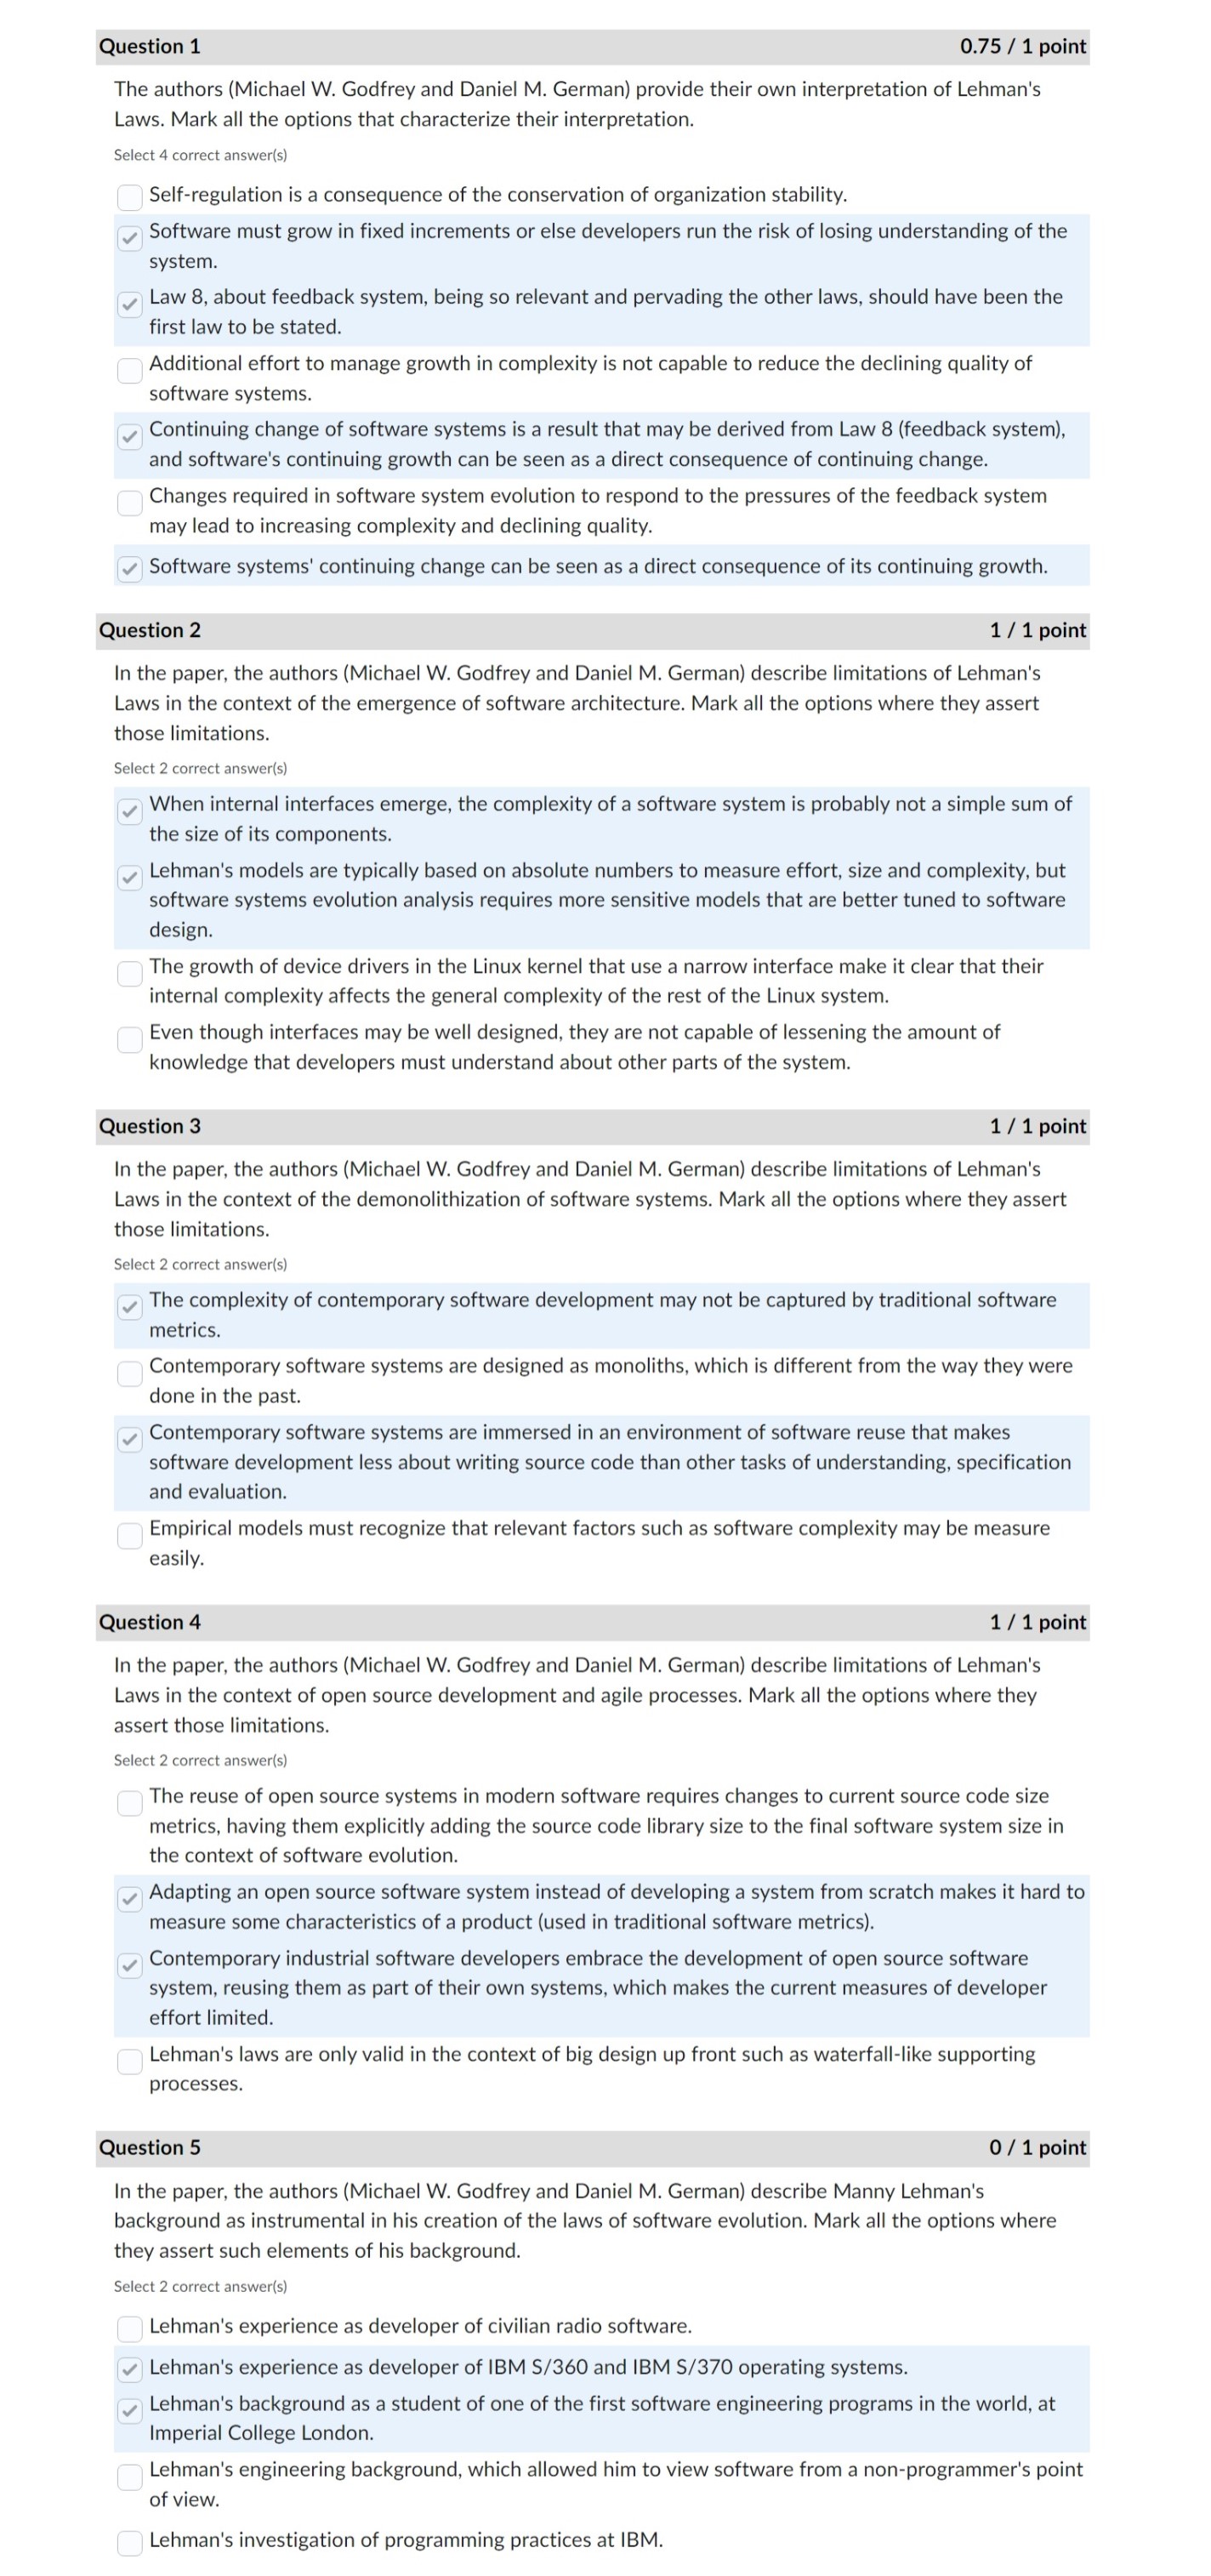 Question 1 0.75 / 1 point
The authors (Michael W. Godfrey and Daniel M. German) provide their own interpretation of Lehman's
Laws. Mark all the options that characterize their interpretation.
Select 4 correct answer(s)
Self-regulation is a consequence of the conservation of organization stability.
Software must grow in fixed increments or else developers run the risk of losing understanding of the
system.
Law 8, about feedback system, being so relevant and pervading the other laws, should have been the
first law to be stated.
Additional effort to manage growth in complexity is not capable to reduce the declining quality of
software systems.
Continuing change of software systems is a result that may be derived from Law 8 (feedback system),
and software's continuing growth can be seen as a direct consequence of continuing change.
Changes required in software system evolution to respond to the pressures of the feedback system
may lead to increasing complexity and declining quality.
Software systems' continuing change can be seen as a direct consequence of its continuing growth.
Question 2 1 / 1 point
In the paper, the authors (Michael W. Godfrey and Daniel M. German) describe limitations of Lehman's
Laws in the context of the emergence of software architecture. Mark all the options where they assert
those limitations.
Select 2 correct answer(s)
When internal interfaces emerge, the complexity of a software system is probably not a simple sum of
the size of its components.
Lehman's models are typically based on absolute numbers to measure effort, size and complexity, but
software systems evolution analysis requires more sensitive models that are better tuned to software
design.
The growth of device drivers in the Linux kernel that use a narrow interface make it clear that their
internal complexity affects the general complexity of the rest of the Linux system.
Even though interfaces may be well designed, they are not capable of lessening the amount of
knowledge that developers must understand about other parts of the system.
Question 3 1 / 1 point
In the paper, the authors (Michael W. Godfrey and Daniel M. German) describe limitations of Lehman's
Laws in the context of the demonolithization of software systems. Mark all the options where they assert
those limitations.
Select 2 correct answer(s)
The complexity of contemporary software development may not be captured by traditional software
metrics.
Contemporary software systems are designed as monoliths, which is different from the way they were
done in the past.
Contemporary software systems are immersed in an environment of software reuse that makes
software development less about writing source code than other tasks of understanding, specification
and evaluation.
Empirical models must recognize that relevant factors such as software complexity may be measure
easily.
Question 4 1 / 1 point
In the paper, the authors (Michael W. Godfrey and Daniel M. German) describe limitations of Lehman's
Laws in the context of open source development and agile processes. Mark all the options where they
assert those limitations.
Select 2 correct answer(s)
The reuse of open source systems in modern software requires changes to current source code size
metrics, having them explicitly adding the source code library size to the final software system size in
the context of software evolution.
Adapting an open source software system instead of developing a system from scratch makes it hard to
measure some characteristics of a product (used in traditional software metrics).
Contemporary industrial software developers embrace the development of open source software
system, reusing them as part of their own systems, which makes the current measures of developer
effort limited.
Lehman's laws are only valid in the context of big design up front such as waterfall-like supporting
processes.
Question 5 0 / 1 point
In the paper, the authors (Michael W. Godfrey and Daniel M. German) describe Manny Lehman's
background as instrumental in his creation of the laws of software evolution. Mark all the options where
they assert such elements of his background.
Select 2 correct answer(s)
Lehman's experience as developer of civilian radio software.
Lehman's experience as developer of IBM S/360 and IBM S/370 operating systems.
Lehman's background as a student of one of the first software engineering programs in the world, at
Imperial College London.
Lehman's engineering background, which allowed him to view software from a non-programmer's point
of view.
Lehman's investigation of programming practices at IBM.